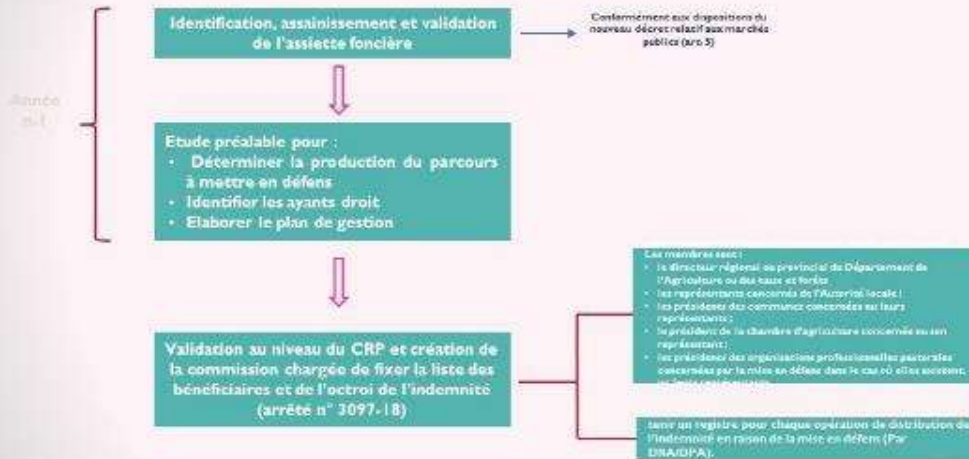 Identification, assainissement et validation
de l'assiette foncière
Conformément aux dispositions du
nouveau décret relatif aux marchés
publics (art 5)
Année
n-1
Etude préalable pour :
• Déterminer la production du parcours
à mettre en défens
• Identifier les ayants droit
• Elaborer le plan de gestion
Validation au niveau du CRP et création de
la commission chargée de fixer la liste des
bénéficiaires et de l'octroi de l'indemnité
(arrêté n° 3097-18)
Les membres sont :
• le directeur régional ou provincial du Département de
l'Agriculture ou des eaux et forêts
• les représentants concernés de l'Autorité locale ;
• les présidents des communes concernées ou leurs
représentants ;
• le président de la chambre d'agriculture concernée ou son
représentant ;
• les présidents des organisations professionnelles pastorales
concernées par la mise en défens dans le cas où elles existent.
tenir un registre pour chaque opération de distribution de
l'indemnité en raison de la mise en défens (Par
DRA/DPA).